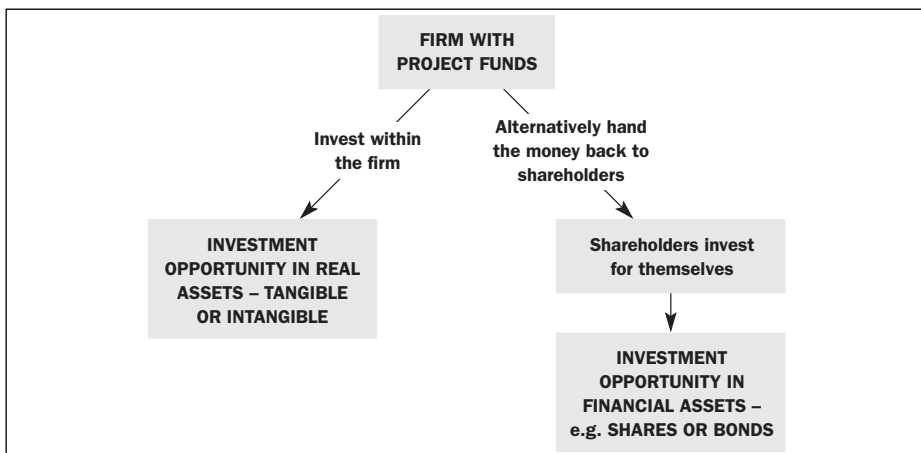 FIRM WITH
PROJECT FUNDS
Invest within
the firm
Alternatively hand
the money back to
shareholders
INVESTMENT
OPPORTUNITY IN REAL
ASSETS – TANGIBLE
OR INTANGIBLE
Shareholders invest
for themselves
INVESTMENT
OPPORTUNITY IN
FINANCIAL ASSETS –
e.g. SHARES OR BONDS